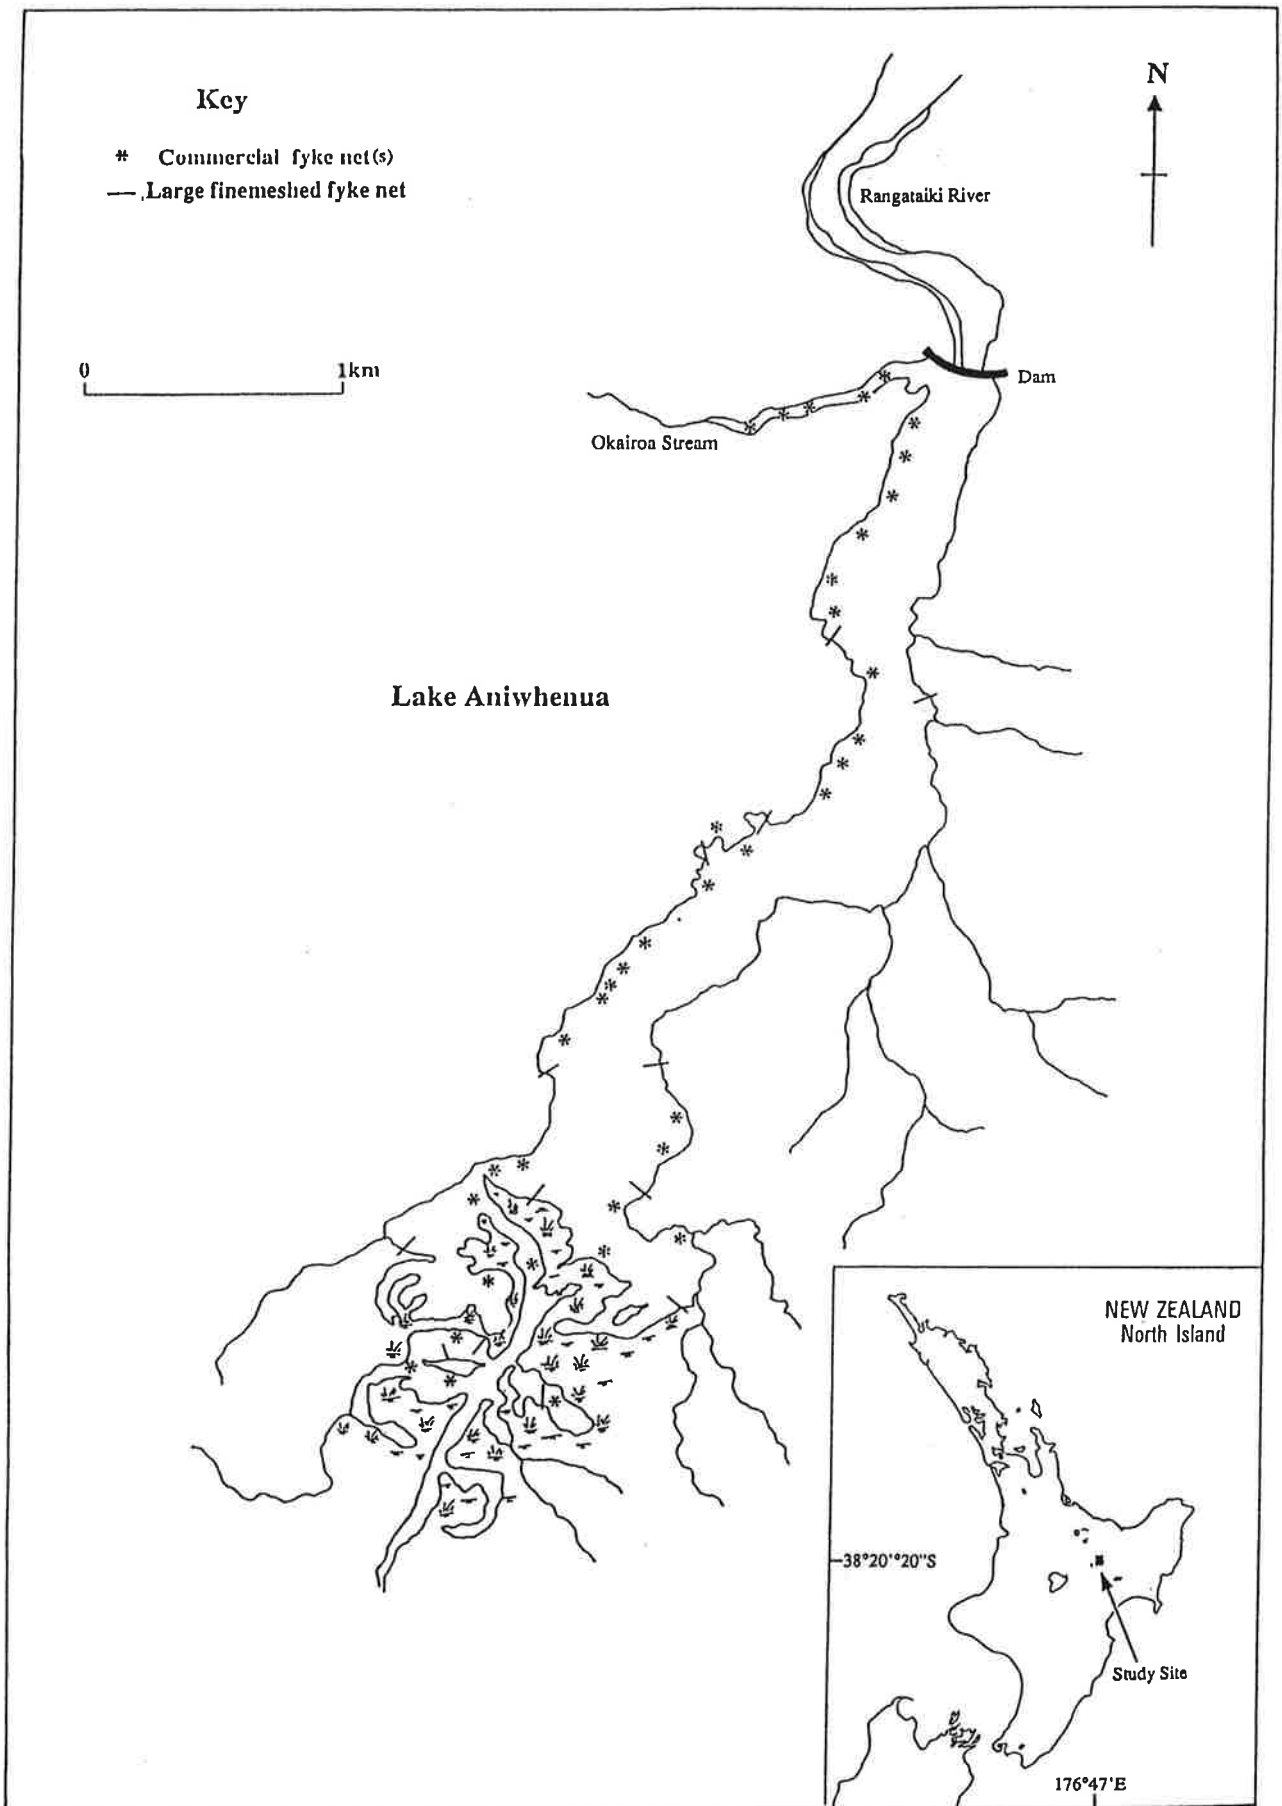 Key
N
* Commercial fyke net(s)
— Large finemeshed fyke net
Rangataiki River
0 1km
Dam
Okairoa Stream
Lake Aniwhenua
NEW ZEALAND
North Island
38°20'°20"S
Study Site
176°47'E